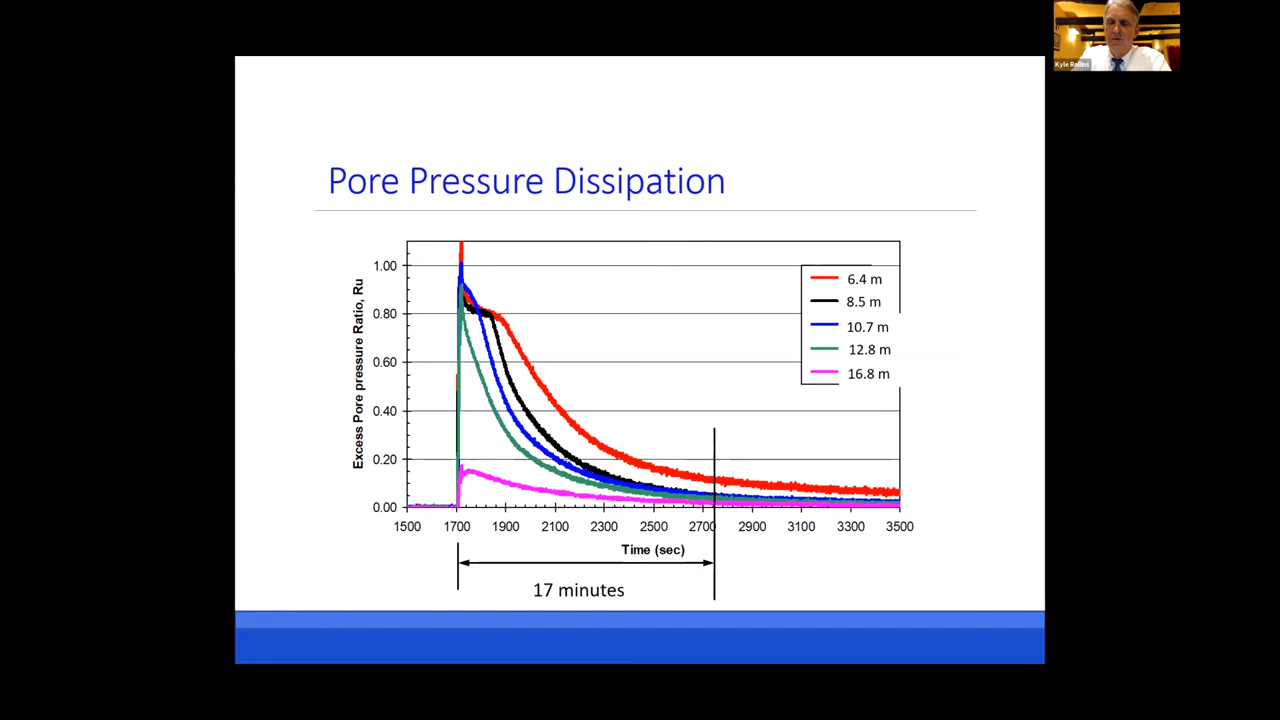 Kyle Rollins
Pore Pressure Dissipation
Excess Pore pressure Ratio, Ru
1.00
0.80
0.60
0.40
0.20
0.00
6.4 m
8.5 m
10.7 m
12.8 m
16.8 m
1500 1700 1900 2100 2300 2500 2700 2900 3100 3300 3500
Time (sec)
17 minutes